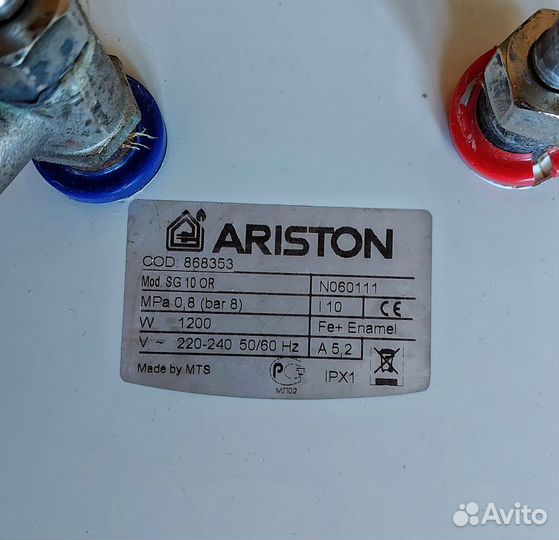 ARISTON
COD: 868353
Mod. SG 10 OR N060111
MPa 0,8 (bar 8) l 10 CE
W 1200 Fe+ Enamel
V ~ 220-240 50/60 Hz A 5,2
Made by MTS IPX1
МЛ02
Avito